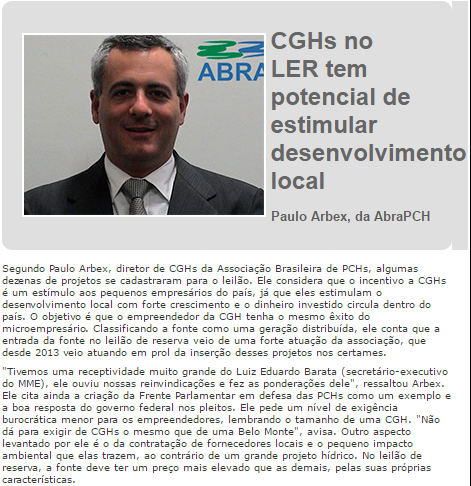 ABRA
CGHs no
LER tem
potencial de
estimular
desenvolvimento
local
Paulo Arbex, da AbraPCH
Segundo Paulo Arbex, diretor de CGHs da Associação Brasileira de PCHs, algumas
dezenas de projetos se cadastraram para o leilão. Ele considera que o incentivo a CGHs
é um estímulo aos pequenos empresários do país, já que eles estimulam o
desenvolvimento local com forte crescimento e o dinheiro investido circula dentro do
país. O objetivo é que o empreendedor da CGH tenha o mesmo êxito do
microempresário. Classificando a fonte como uma geração distribuída, ele conta que a
entrada da fonte no leilão de reserva veio de uma forte atuação da associação, que
desde 2013 veio atuando em prol da inserção desses projetos nos certames.
"Tivemos uma receptividade muito grande do Luiz Eduardo Barata (secretário-executivo
do MME), ele ouviu nossas reinvindicações e fez as ponderações dele", ressaltou Arbex.
Ele cita ainda a criação da Frente Parlamentar em defesa das PCHs como um exemplo e
a boa resposta do governo federal nos pleitos. Ele pede um nível de exigência
burocrática menor para os empreendedores, lembrando o tamanho de uma CGH. "Não
dá para exigir de CGHs o mesmo que de uma Belo Monte", avisa. Outro aspecto
levantado por ele é o da contratação de fornecedores locais e o pequeno impacto
ambiental que elas trazem, ao contrário de um grande projeto hídrico. No leilão de
reserva, a fonte deve ter um preço mais elevado que as demais, pelas suas próprias
características.